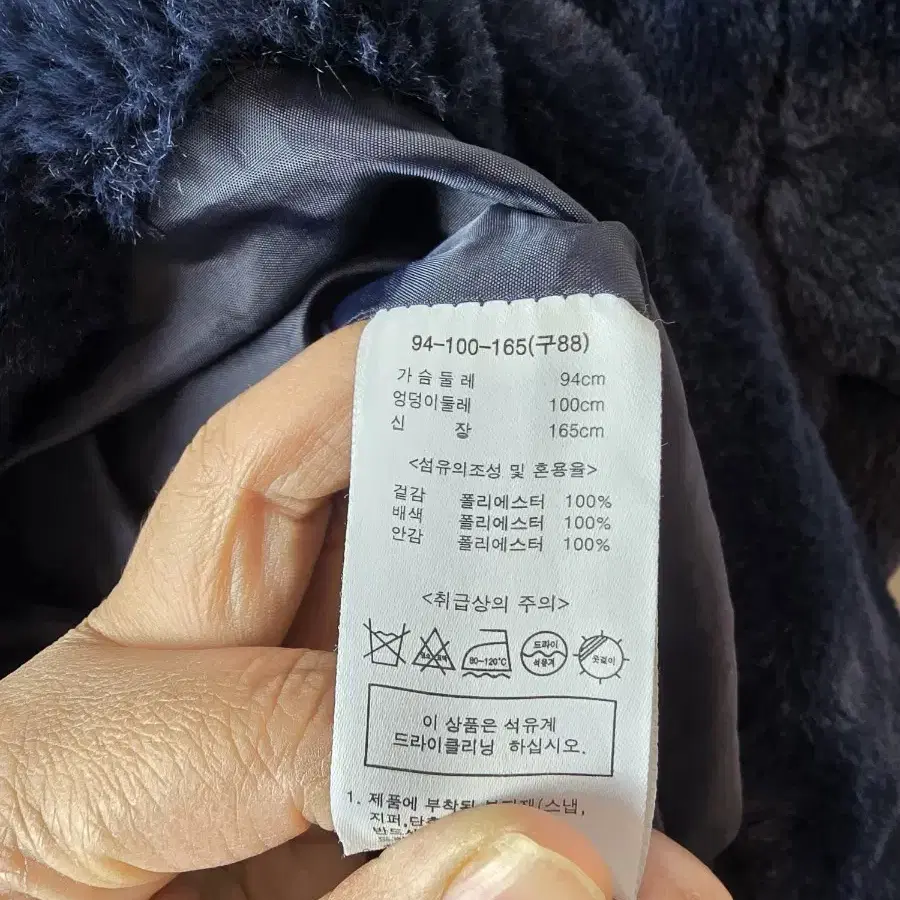 94-100-165(구88)
가슴둘레 94cm
엉덩이둘레 100cm
신 장 165cm
<섬유의조성 및 혼용율>
겉감 폴리에스터 100%
배색 폴리에스터 100%
안감 폴리에스터 100%
<취급상의 주의>
80~120℃ 드라이 석유계 옷걸이
이 상품은 석유계
드라이클리닝 하십시오.
1. 제품에 부착된 (스냅,
지퍼,단추